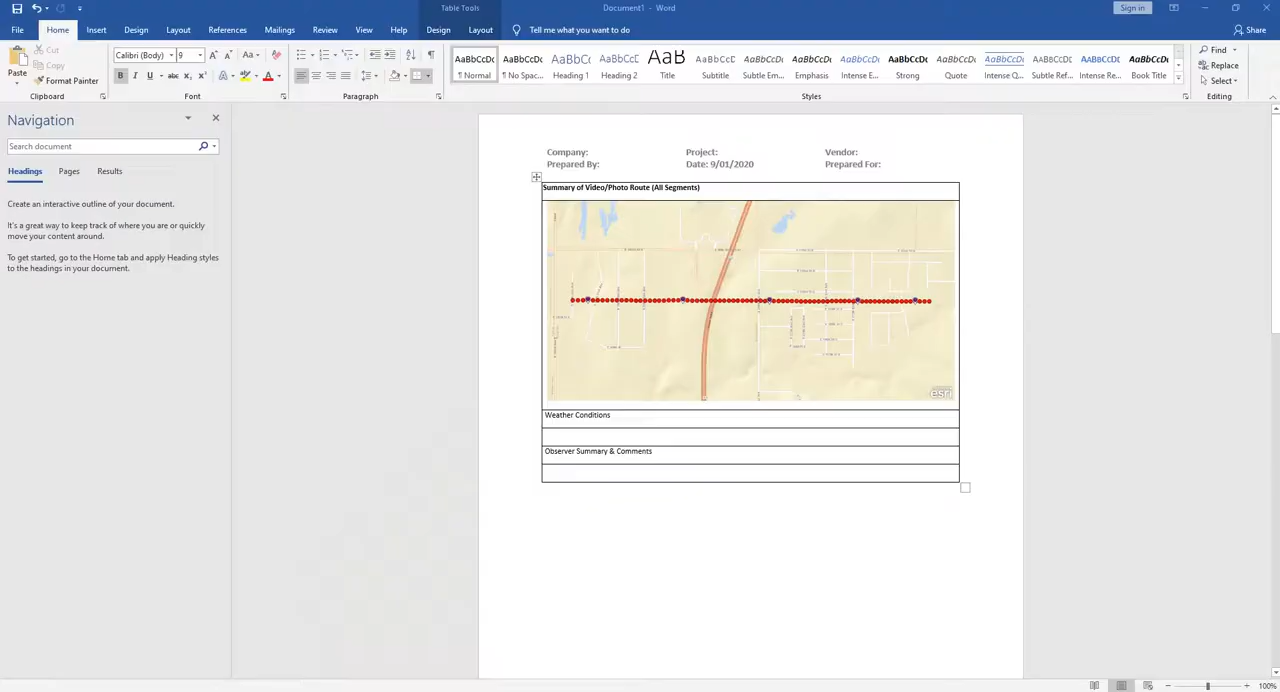 Table Tools
Document1 - Word
Sign in
File Home Insert Design Layout References Mailings Review View Help Design Layout Tell me what you want to do Share
Paste
Cut
Copy
Format Painter
Clipboard
Calibri (Body) 9
Font
Paragraph
AaBbCcDc AaBbCcDc AaBbCc AaBbCcC AaB AaBbCcD AaBbCcDc AaBbCcDc AaBbCcDc AaBbCcDc AaBbCcDc AaBbCcDc AaBbCcDc AaBbCcDc AaBbCcDc
¶ Normal ¶ No Spac... Heading 1 Heading 2 Title Subtitle Subtle Em... Emphasis Intense E... Strong Quote Intense Q... Subtle Ref... Intense Re... Book Title
Styles
Find
Replace
Select
Editing
Navigation
Search document
Headings Pages Results
Create an interactive outline of your document.
It's a great way to keep track of where you are or quickly
move your content around.
To get started, go to the Home tab and apply Heading styles
to the headings in your document.
Company: Project: Vendor:
Prepared By: Date: 9/01/2020 Prepared For:
Summary of Video/Photo Route (All Segments)
esri
Weather Conditions
Observer Summary & Comments
100%